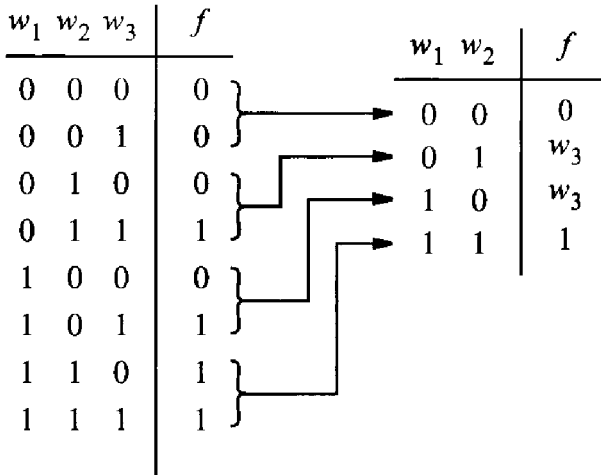 w₁ w₂ w₃ f
0 0 0 0
0 0 1 0
0 1 0 0
0 1 1 1
1 0 0 0
1 0 1 1
1 1 0 1
1 1 1 1
w₁ w₂ f
0 0 0
0 1 w₃
1 0 w₃
1 1 1